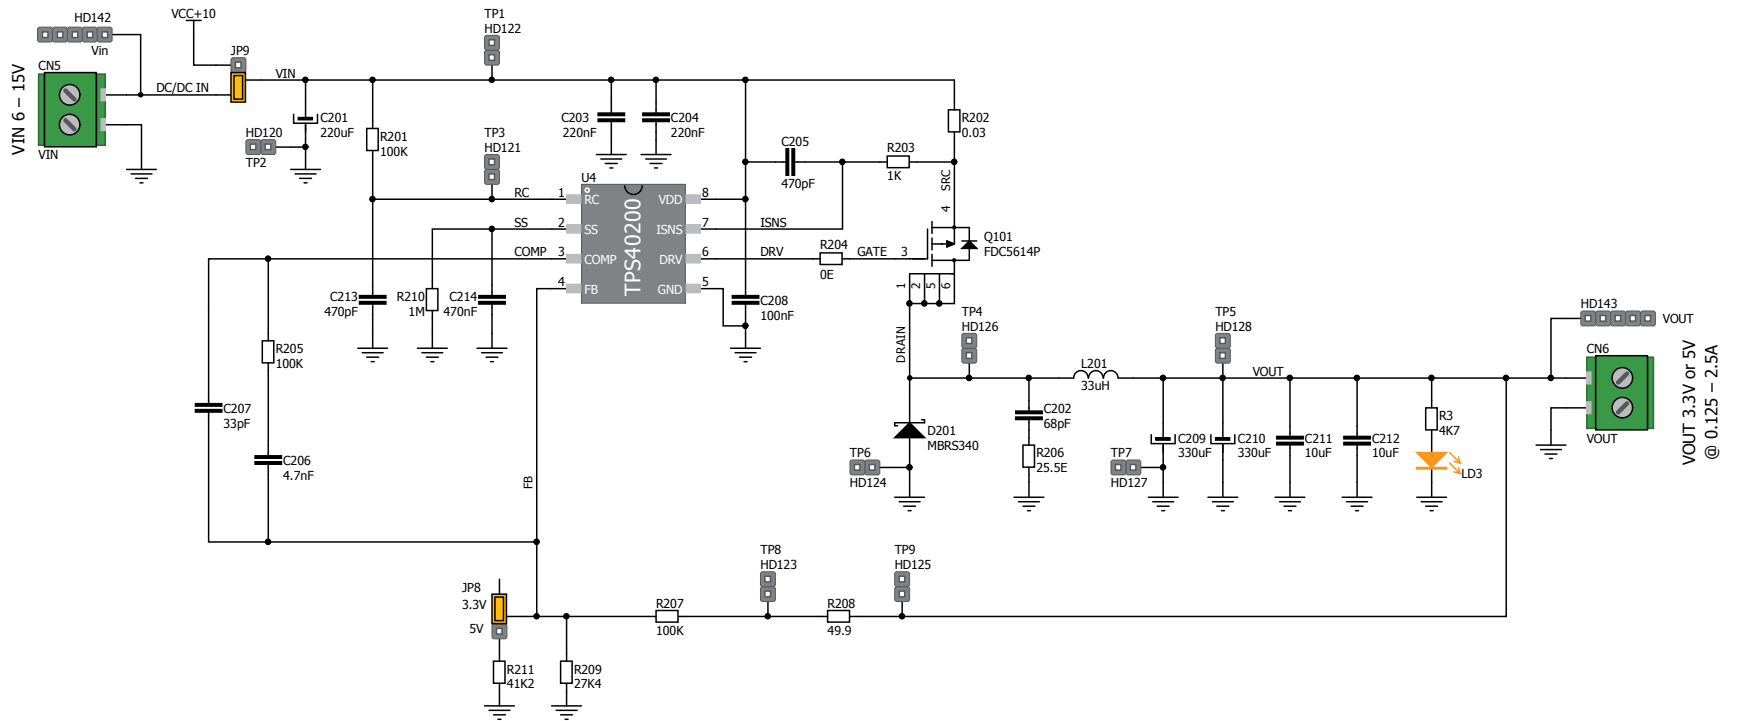 HD142
Vin
VCC+10
JP9
CN5
VIN 6 – 15V
VIN
DC/DC IN
VIN
TP1
HD122
C201
220uF
HD120
TP2
R201
100K
TP3
HD121
C203
220nF
C204
220nF
C205
470pF
R203
1K
R202
0.03
SRC
4
U4
TPS40200
RC
1
RC
SS
2
SS
COMP
3
COMP
4
FB
VDD
8
ISNS
7
ISNS
DRV
6
DRV
GND
5
R204
0E
GATE
3
Q101
FDC5614P
1
2
5
6
DRAIN
C213
470pF
R210
1M
C214
470nF
C208
100nF
R205
100K
C207
33pF
C206
4.7nF
FB
TP4
HD126
L201
33uH
TP5
HD128
VOUT
HD143
VOUT
CN6
VOUT
VOUT 3.3V or 5V
@ 0.125 – 2.5A
D201
MBRS340
TP6
HD124
C202
68pF
R206
25.5E
TP7
HD127
C209
330uF
C210
330uF
C211
10uF
C212
10uF
R3
4K7
LD3
JP8
3.3V
5V
R211
41K2
R209
27K4
R207
100K
TP8
HD123
R208
49.9
TP9
HD125